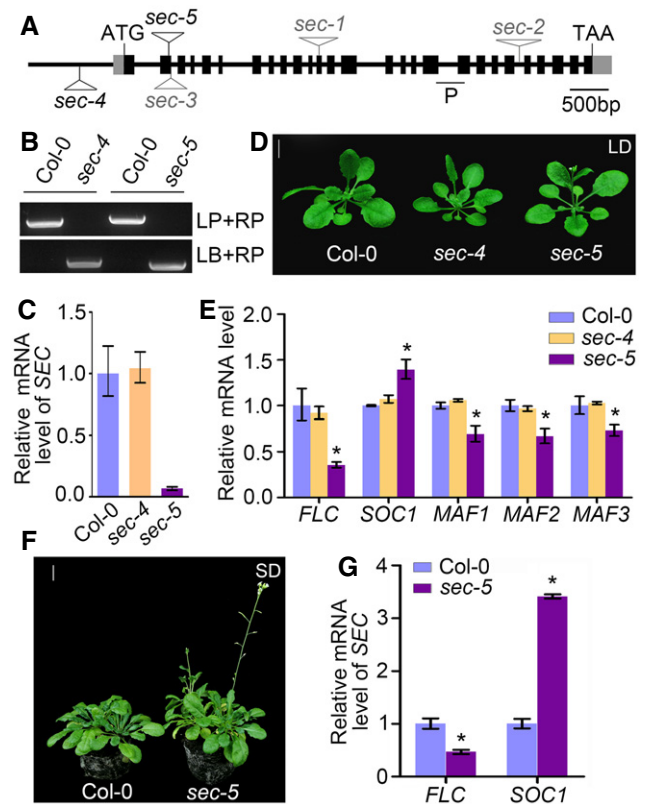 A
ATG
sec-5
sec-1
sec-2
TAA
sec-4
sec-3
P
500bp
B
Col-0
sec-4
Col-0
sec-5
LP+RP
LB+RP
D
LD
Col-0
sec-4
sec-5
C
Relative mRNA
level of SEC
1.5
1.0
0.5
0.0
Col-0
sec-4
sec-5
E
Relative mRNA level
2.0
1.5
1.0
0.5
0.0
Col-0
sec-4
sec-5
*
*
*
*
*
FLC
SOC1
MAF1
MAF2
MAF3
F
SD
Col-0
sec-5
G
Relative mRNA
level of SEC
4
3
2
1
0
Col-0
sec-5
*
*
FLC
SOC1